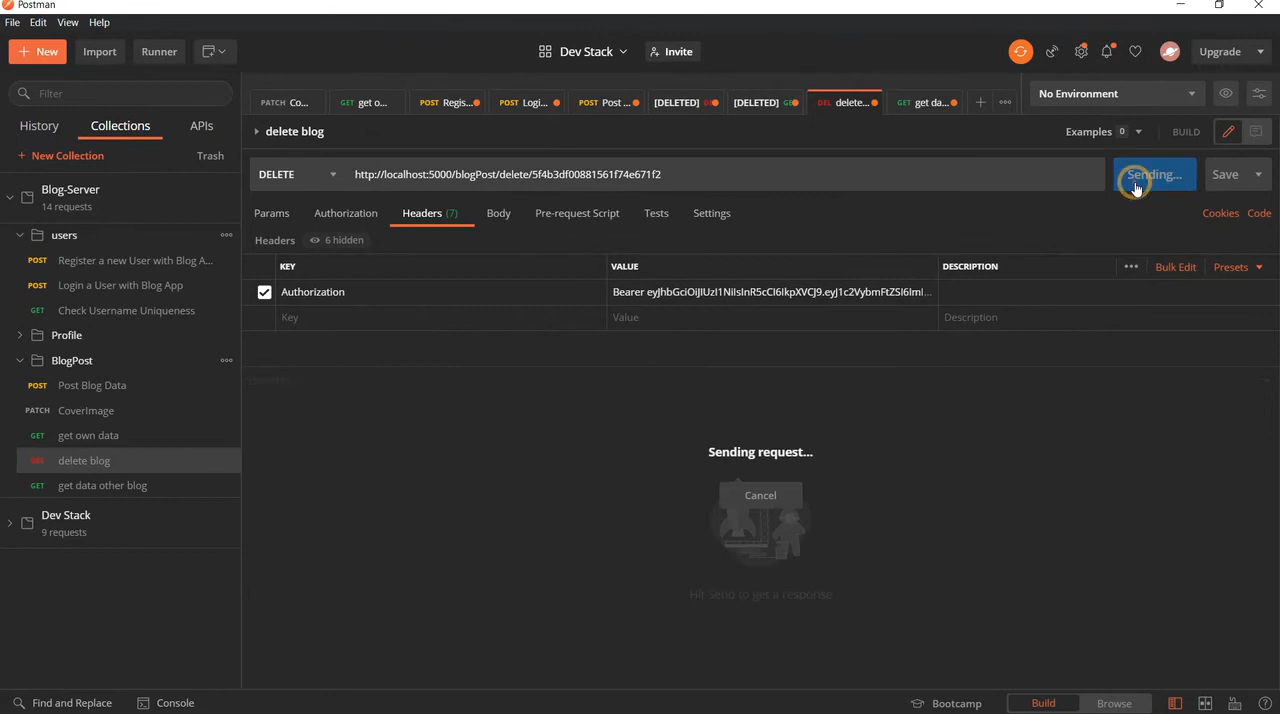 Postman
File Edit View Help
+ New Import Runner Dev Stack Invite Upgrade
Filter
PATCH Co... GET get o... POST Regis... POST Logi... POST Post ... [DELETED] [DELETED] DEL delete... GET get da...
No Environment
History Collections APIs
delete blog Examples 0 BUILD
+ New Collection Trash
Blog-Server
14 requests
DELETE http://localhost:5000/blogPost/delete/5f4b3df00881561f74e671f2 Sending... Save
Params Authorization Headers (7) Body Pre-request Script Tests Settings Cookies Code
users
Headers 6 hidden
POST Register a new User with Blog A...
KEY VALUE DESCRIPTION Bulk Edit Presets
POST Login a User with Blog App
Authorization Bearer
GET Check Username Uniqueness
Key Value Description
Profile
BlogPost
POST Post Blog Data
PATCH CoverImage
GET get own data
DEL delete blog
GET get data other blog
Sending request...
Cancel
Hit Send to get a response
Dev Stack
9 requests
Find and Replace Console Bootcamp Build Browse